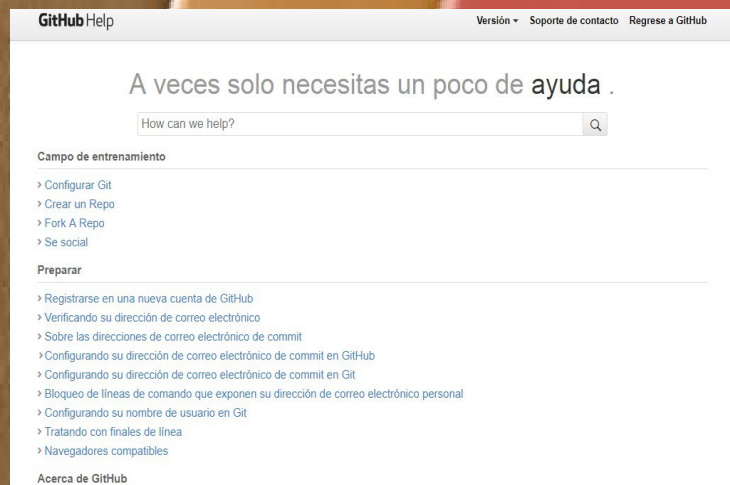 GitHub Help
Versión Soporte de contacto Regrese a GitHub
A veces solo necesitas un poco de ayuda .
How can we help?
Campo de entrenamiento
Configurar Git
Crear un Repo
Fork A Repo
Se social
Preparar
Registrarse en una nueva cuenta de GitHub
Verificando su dirección de correo electrónico
Sobre las direcciones de correo electrónico de commit
Configurando su dirección de correo electrónico de commit en GitHub
Configurando su dirección de correo electrónico de commit en Git
Bloqueo de líneas de comando que exponen su dirección de correo electrónico personal
Configurando su nombre de usuario en Git
Tratando con finales de línea
Navegadores compatibles
Acerca de GitHub